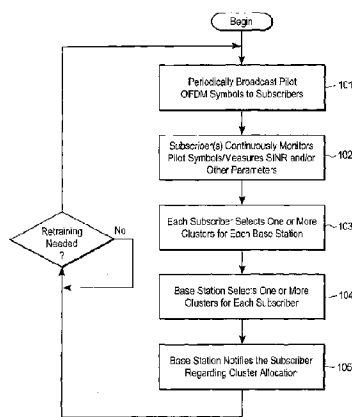 Begin
Periodically Broadcast Pilot
OFDM Symbols to Subscribers
101
Subscriber(s) Continuously Monitors
Pilot Symbols/Measures SINR and/or
Other Parameters
102
Each Subscriber Selects One or More
Clusters for Each Base Station
103
Base Station Selects One or More
Clusters for Each Subscriber
104
Base Station Notifies the Subscriber
Regarding Cluster Allocation
105
Retraining
Needed
?
No